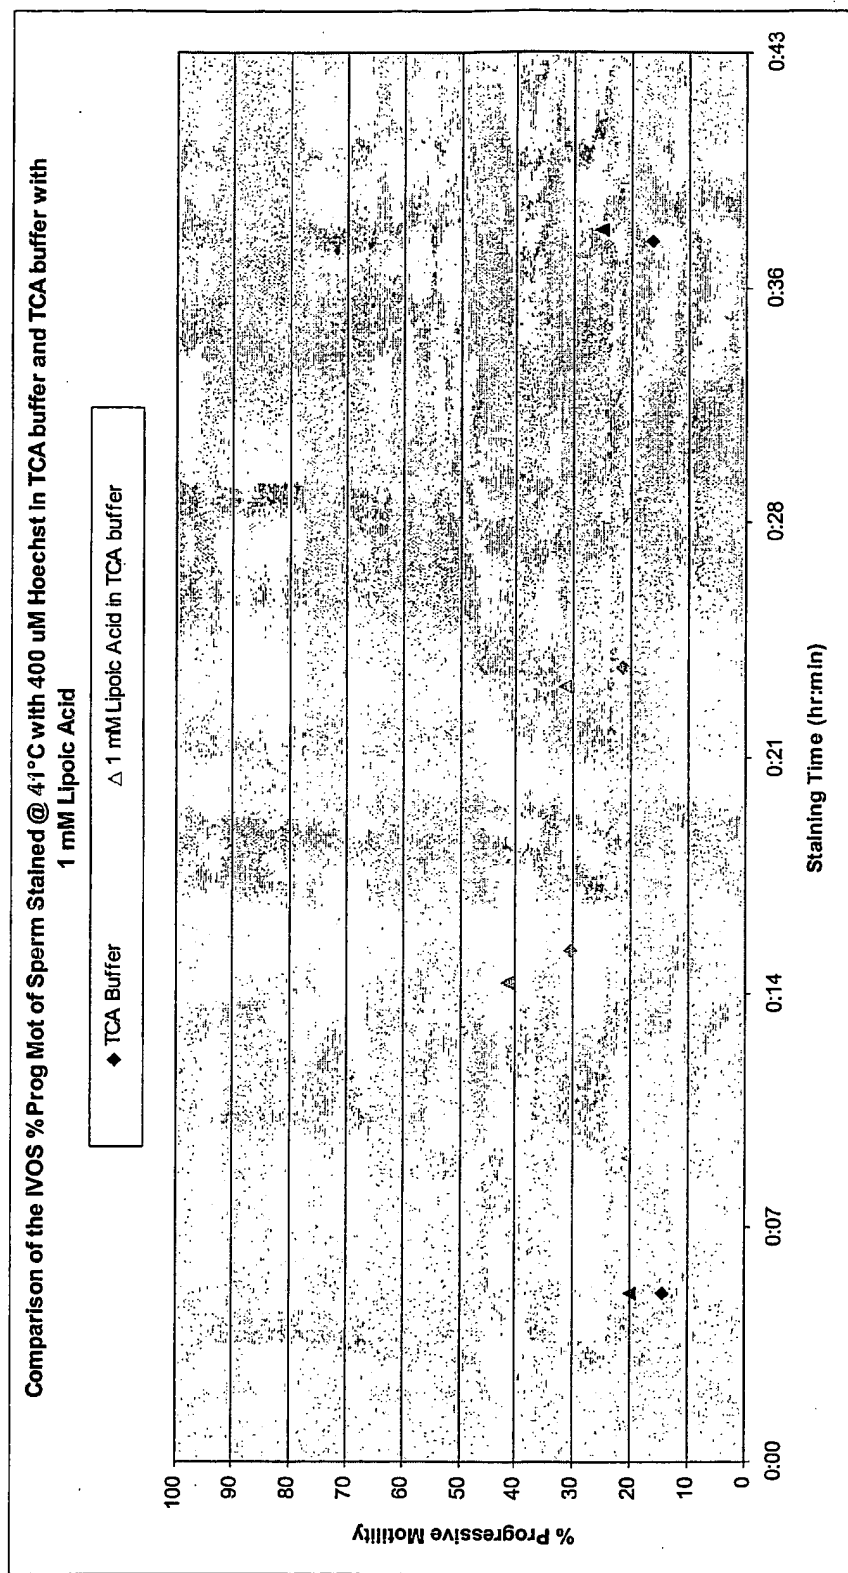 Comparison of the IVOS % Prog Mot of Sperm Stained @ 41°C with 400 uM Hoechst in TCA buffer and TCA buffer with
1 mM Lipoic Acid
◆ TCA Buffer △ 1 mM Lipoic Acid in TCA buffer
% Progressive Motility
100
90
80
70
60
50
40
30
20
10
0
0:00 0:07 0:14 0:21 0:28 0:36 0:43
Staining Time (hr:min)